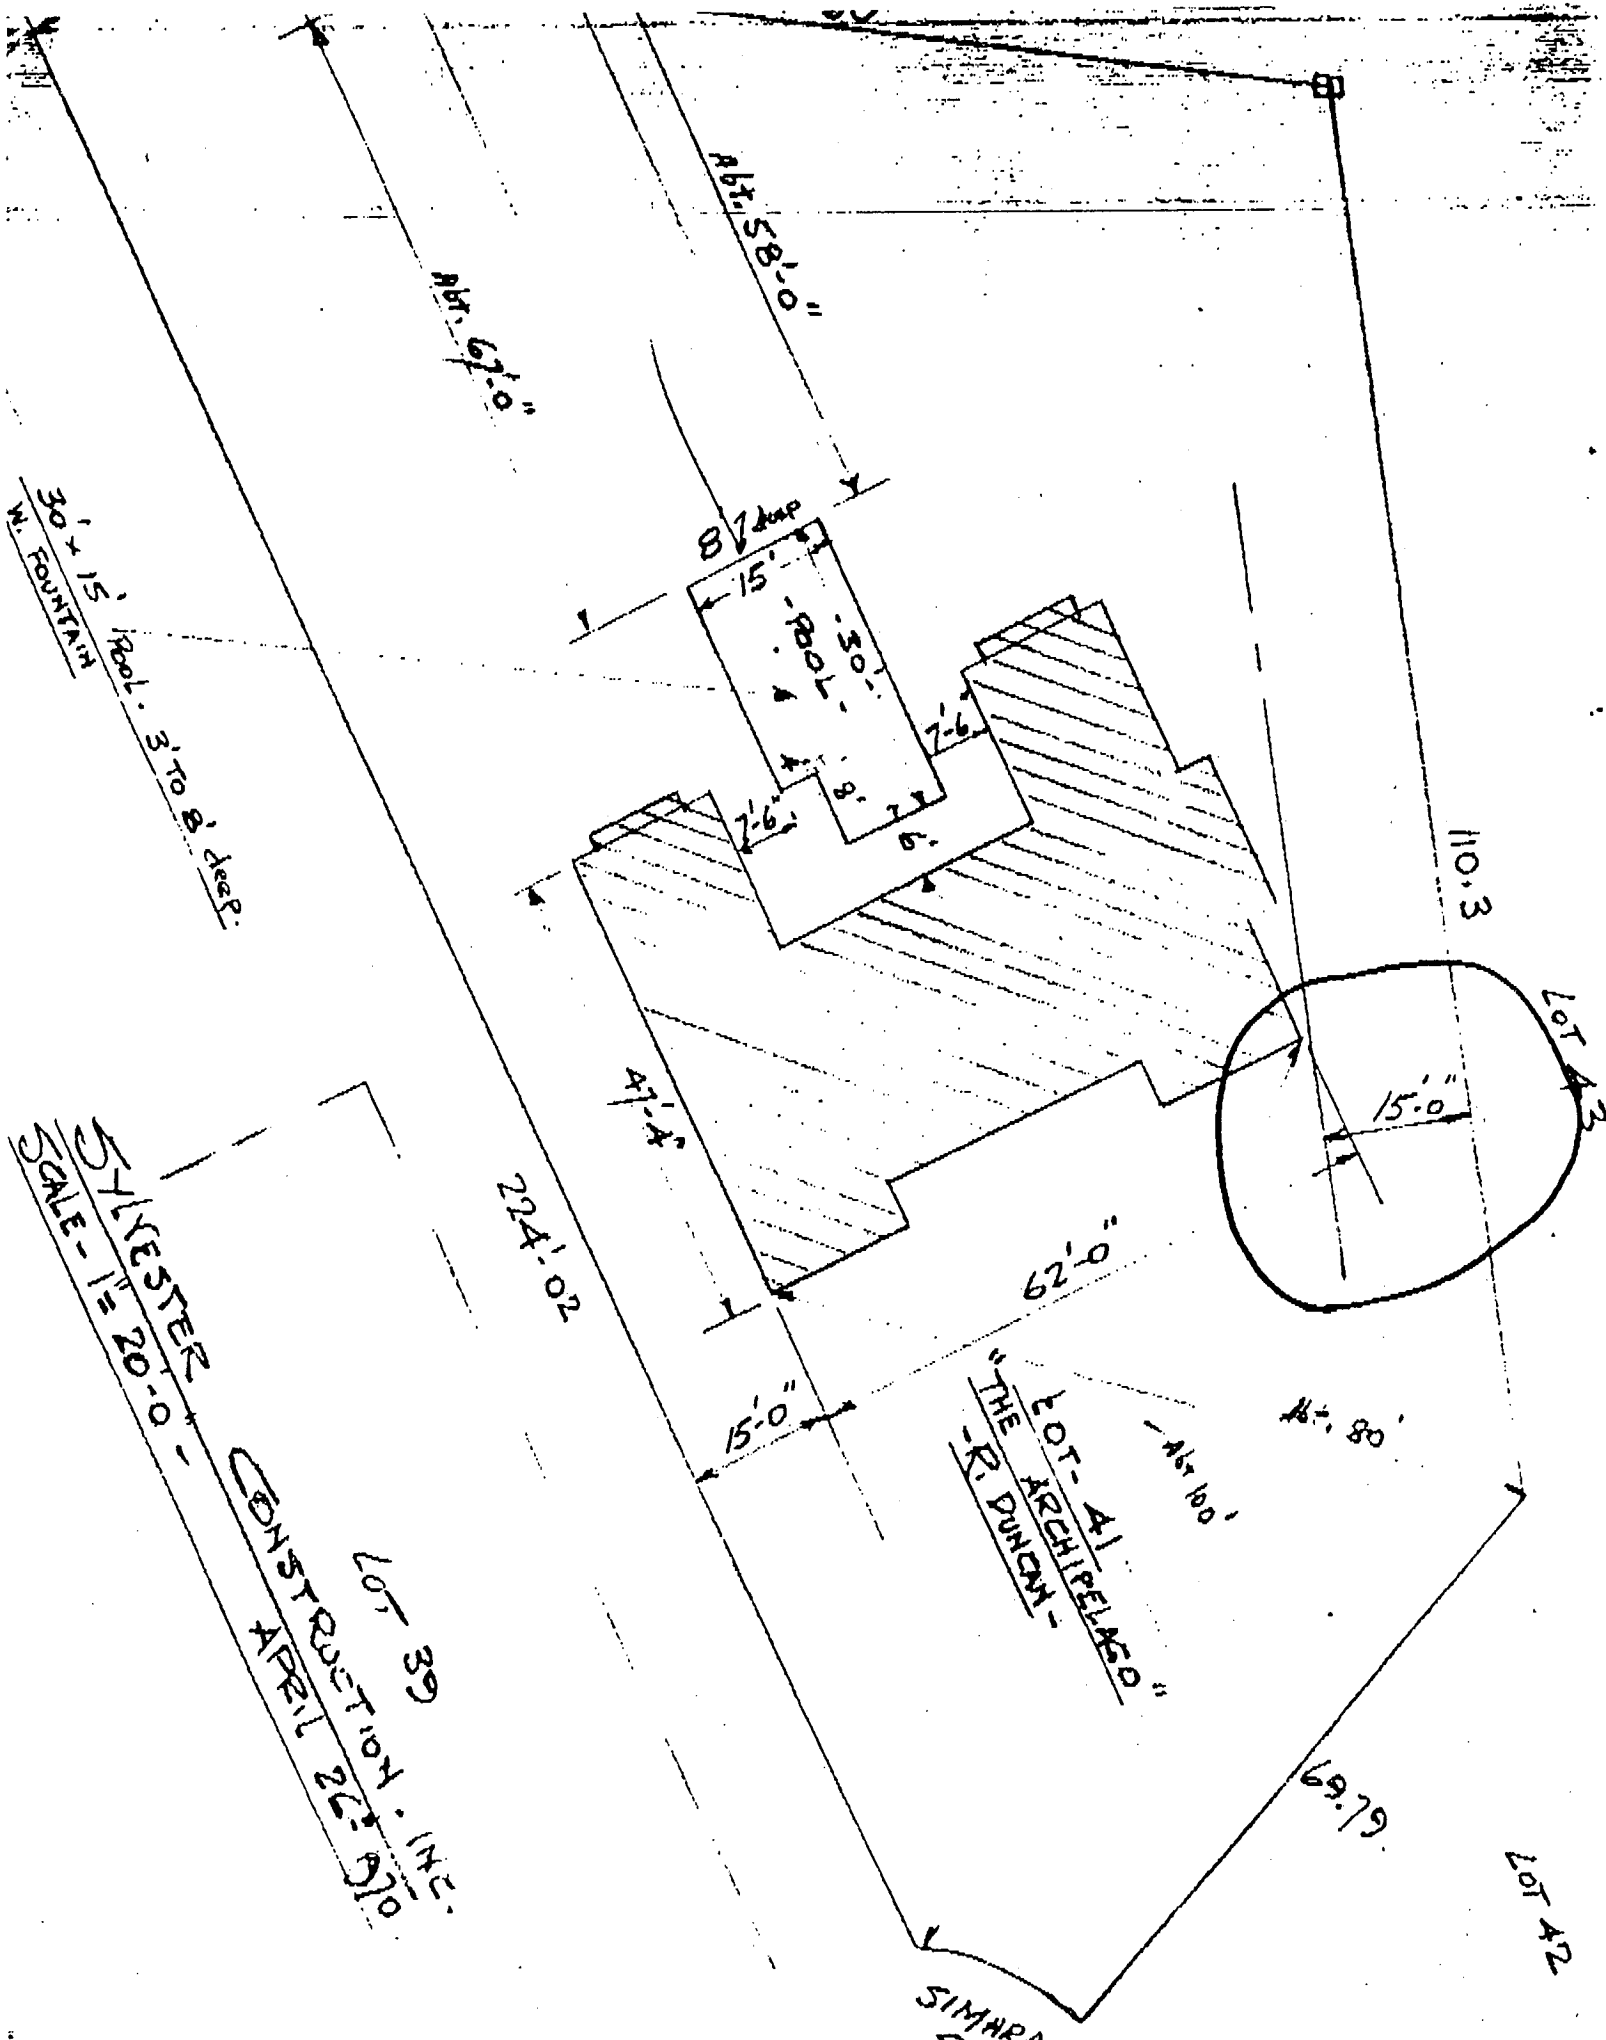 Abt. 58'-0"
Abt. 67'-0"
8' deep
15'
-30'-
-POOL-
7'-6"
7'-6"
8'
6'
30' x 15' POOL. 3' TO 8' deep.
W. FOUNTAIN
110.3
LOT 43
15'-0"
47'-4"
224'.02
62'-0"
15'-0"
Abt. 80'
Abt 100'
LOT - 41
"THE ARCHIPELAGO"
-R. DUNCAN-
69.79
LOT 42
LOT 39
SYLVESTER CONSTRUCTION. INC.
SCALE - 1" = 20'-0" - APRIL